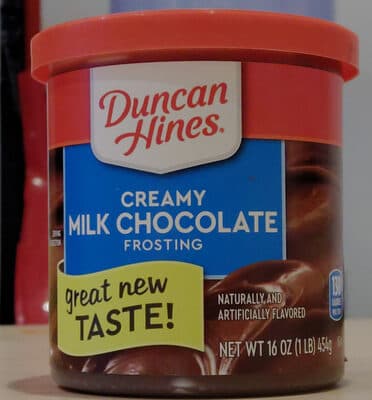 Duncan
Hines®
CREAMY
MILK CHOCOLATE
FROSTING
great new
TASTE!
NATURALLY AND
ARTIFICIALLY FLAVORED
NET WT 16 OZ (1 LB) 454g
130